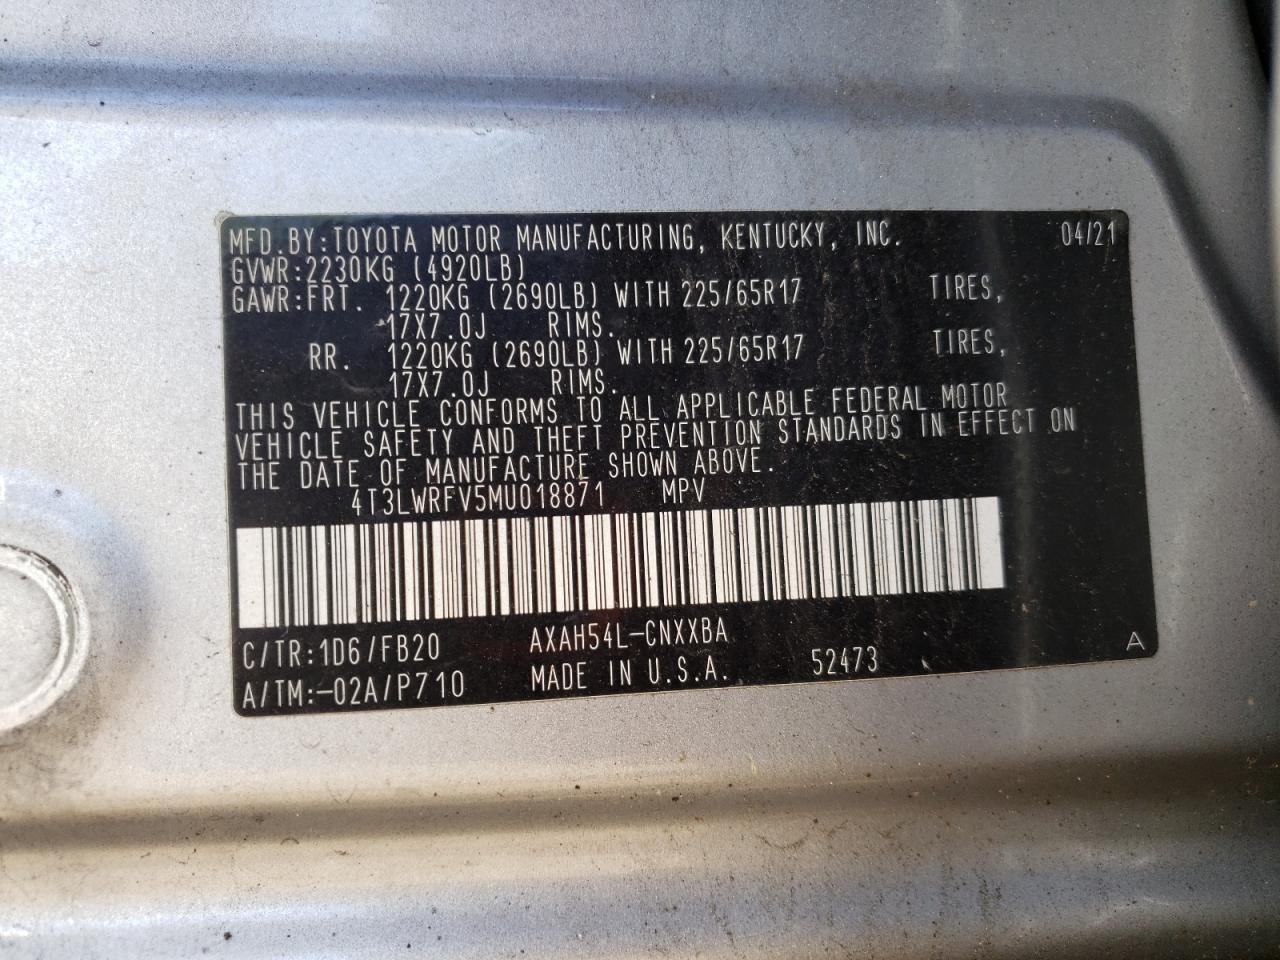 MFD.BY:TOYOTA MOTOR MANUFACTURING, KENTUCKY, INC. 04/21
GVWR:2230KG (4920LB)
GAWR:FRT. 1220KG (2690LB) WITH 225/65R17 TIRES,
17X7.0J RIMS.
RR. 1220KG (2690LB) WITH 225/65R17 TIRES,
17X7.0J RIMS.
THIS VEHICLE CONFORMS TO ALL APPLICABLE FEDERAL MOTOR
VEHICLE SAFETY AND THEFT PREVENTION STANDARDS IN EFFECT ON
THE DATE OF MANUFACTURE SHOWN ABOVE.
4T3LWRFV5MU018871 MPV
C/TR:1D6/FB20 AXAH54L-CNXXBA
A/TM:-02A/P710 MADE IN U.S.A. 52473 A